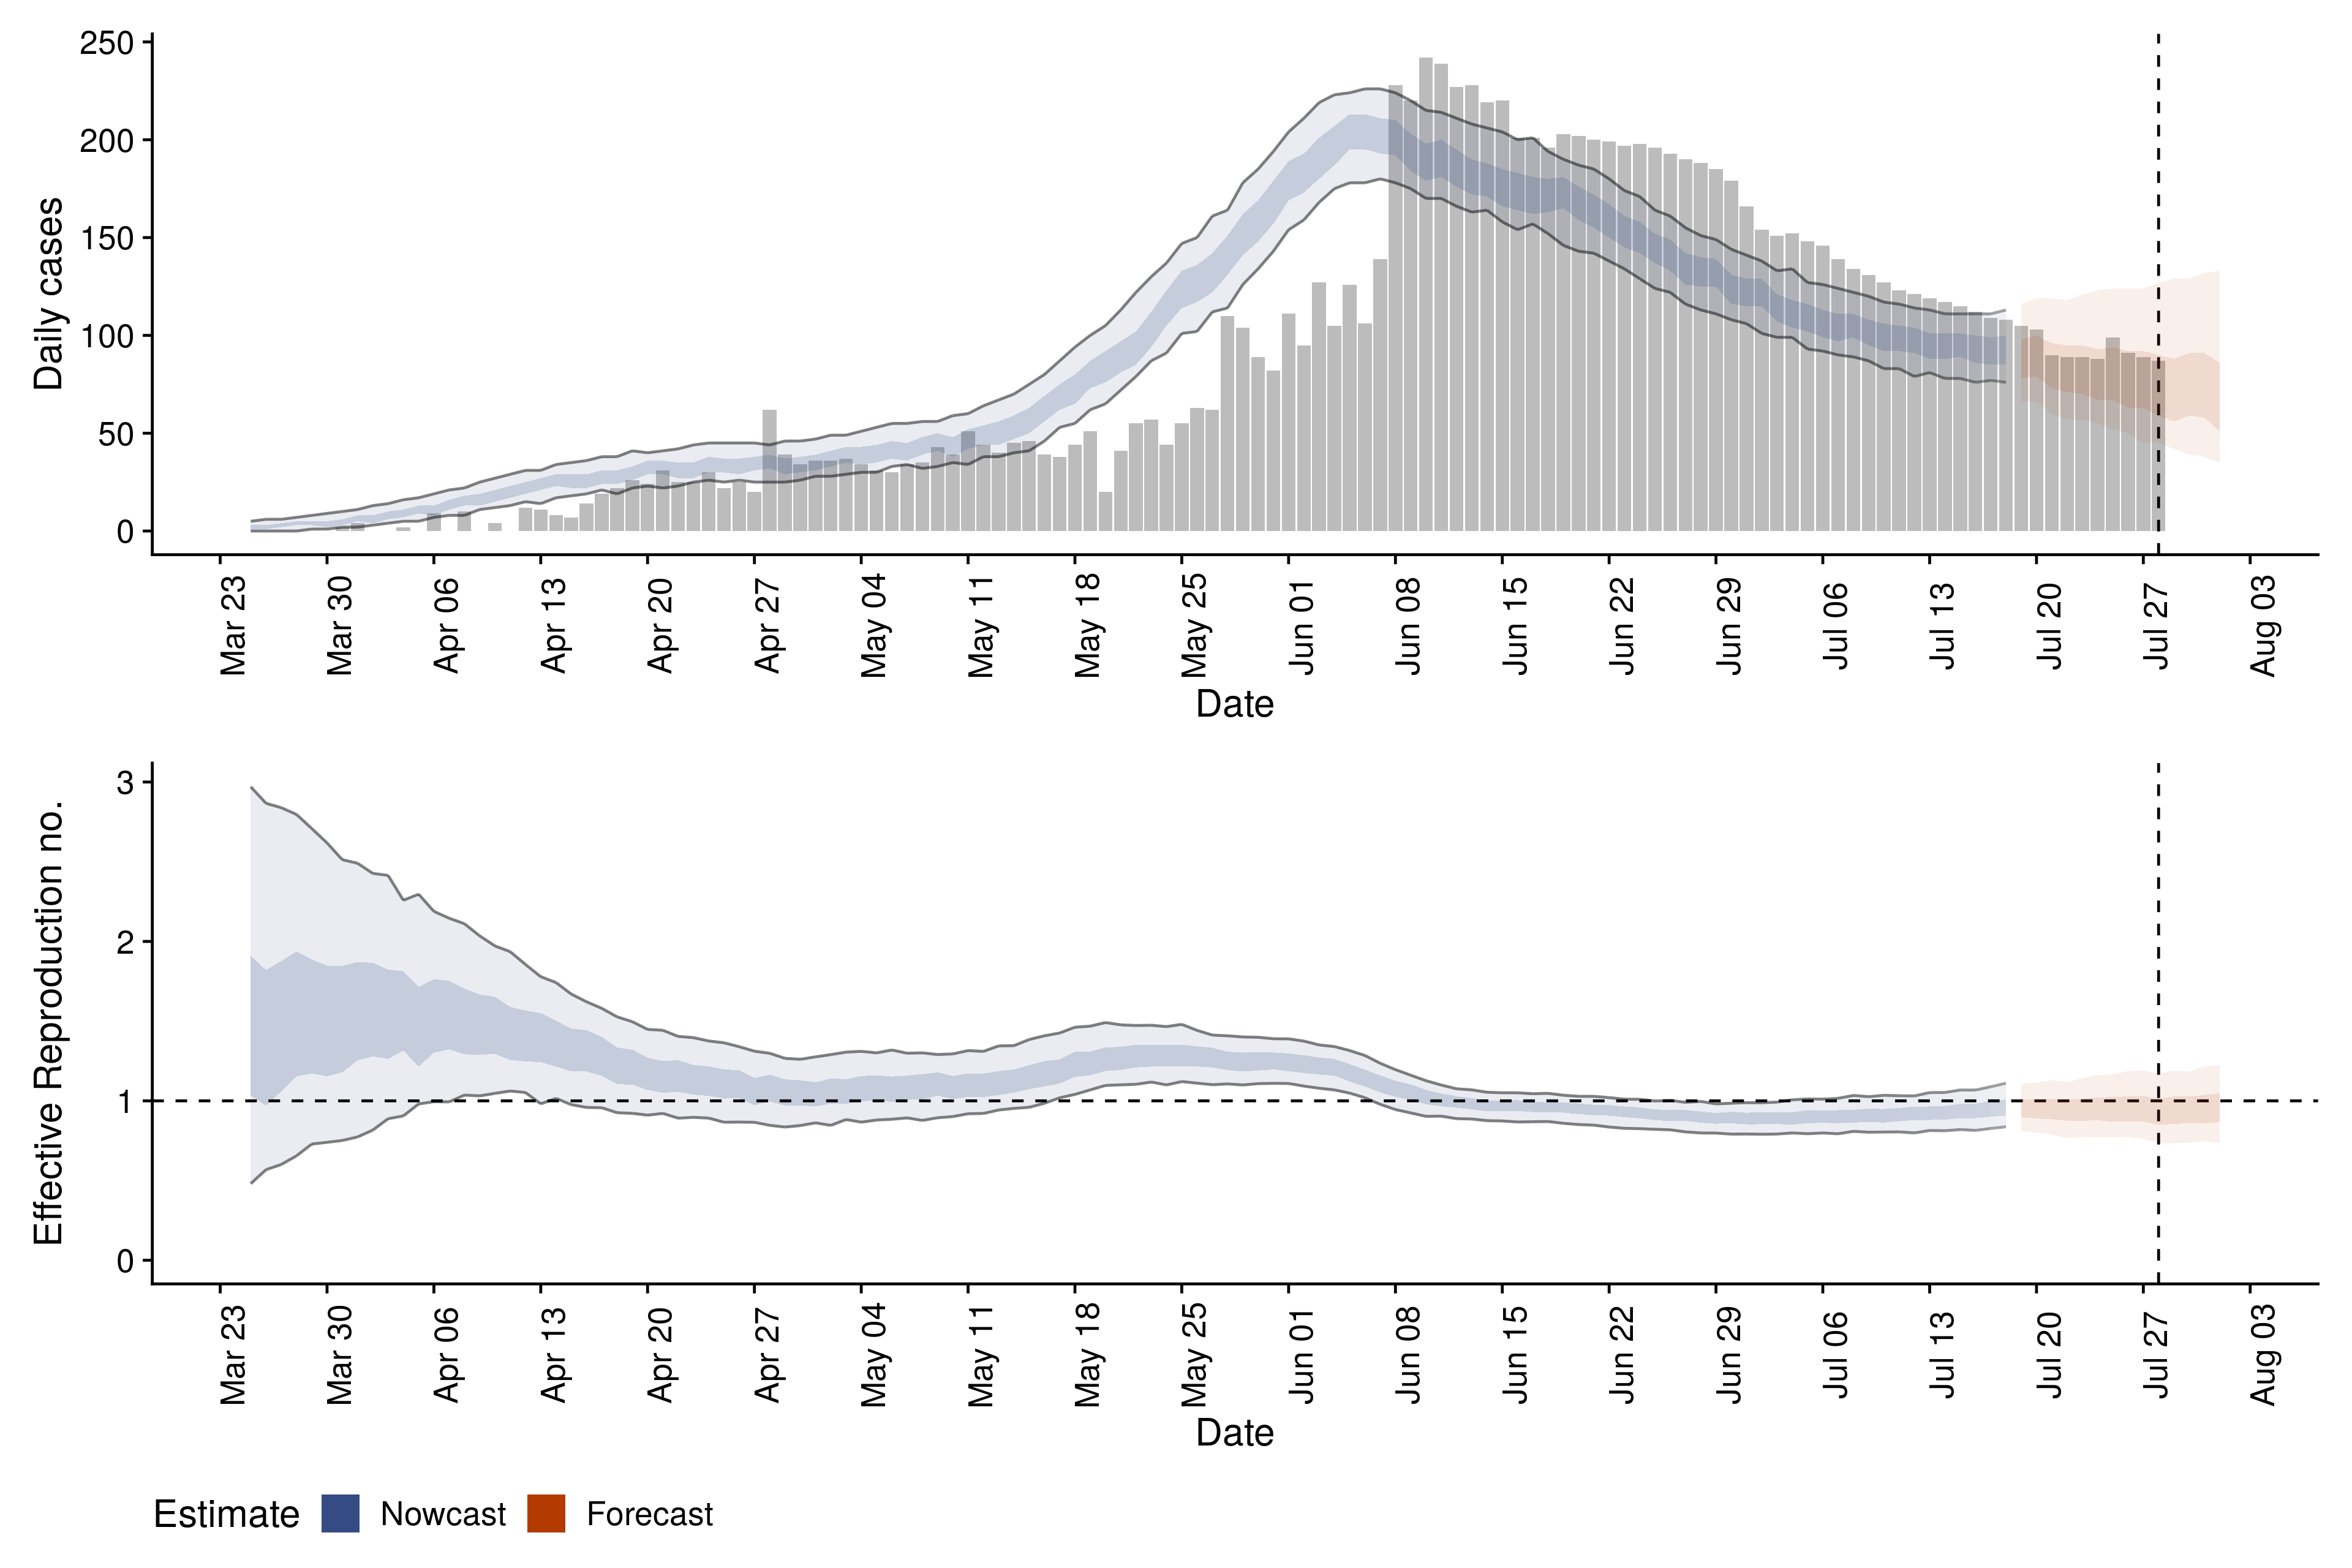 250
200
150
100
50
0
Daily cases
Mar 23 Mar 30 Apr 06 Apr 13 Apr 20 Apr 27 May 04 May 11 May 18 May 25 Jun 01 Jun 08 Jun 15 Jun 22 Jun 29 Jul 06 Jul 13 Jul 20 Jul 27 Aug 03
Date
3
2
1
0
Effective Reproduction no.
Mar 23 Mar 30 Apr 06 Apr 13 Apr 20 Apr 27 May 04 May 11 May 18 May 25 Jun 01 Jun 08 Jun 15 Jun 22 Jun 29 Jul 06 Jul 13 Jul 20 Jul 27 Aug 03
Date
Estimate Nowcast Forecast